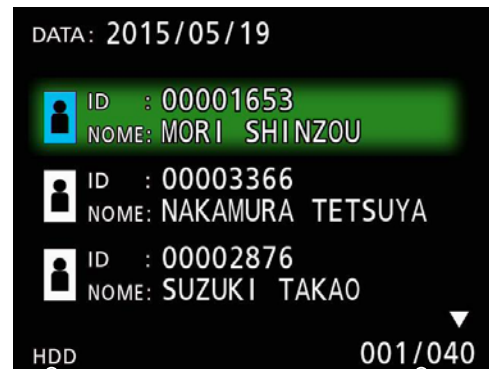 DATA: 2015/05/19
ID : 00001653
NOME: MORI SHINZOU
ID : 00003366
NOME: NAKAMURA TETSUYA
ID : 00002876
NOME: SUZUKI TAKAO
HDD 001/040